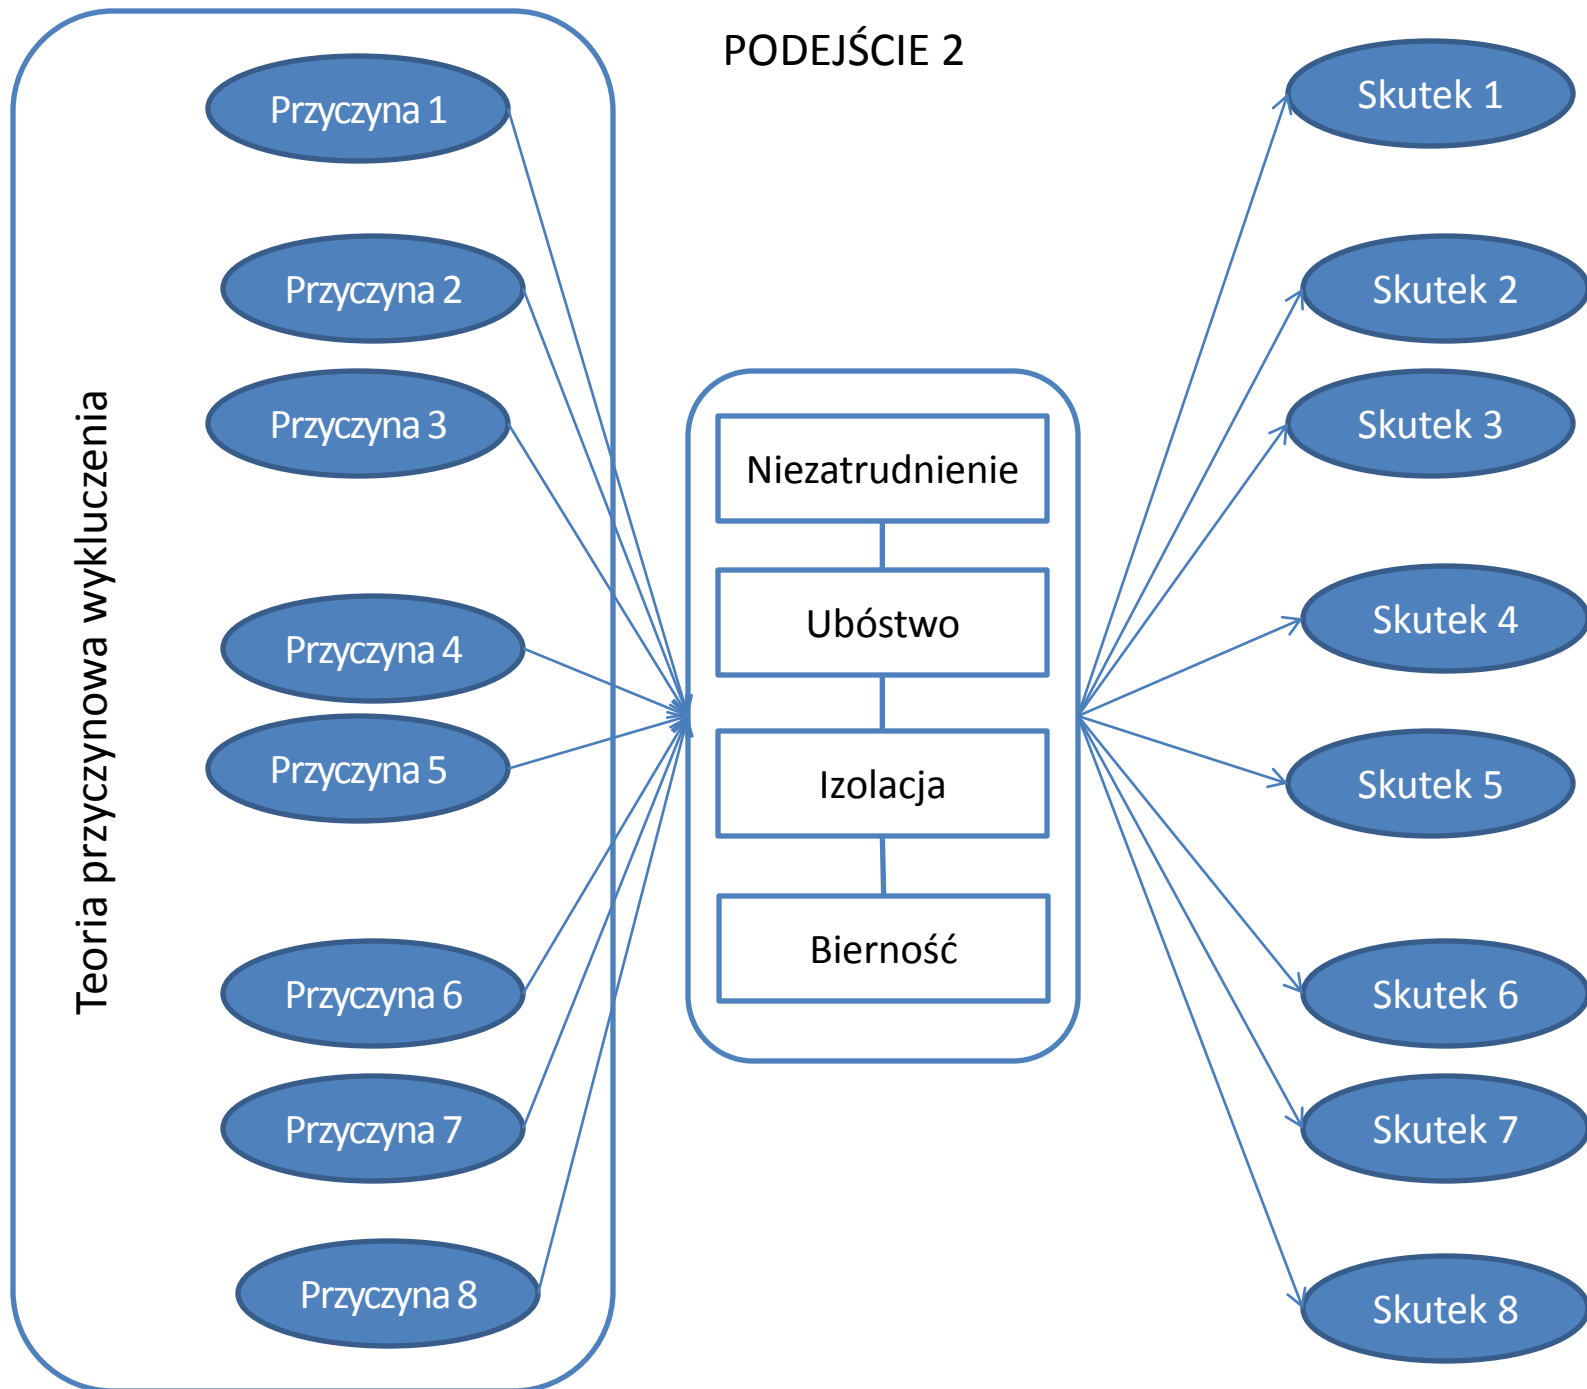 PODEJŚCIE 2
Teoria przyczynowa wykluczenia
Przyczyna 1
Przyczyna 2
Przyczyna 3
Przyczyna 4
Przyczyna 5
Przyczyna 6
Przyczyna 7
Przyczyna 8
Niezatrudnienie
Ubóstwo
Izolacja
Bierność
Skutek 1
Skutek 2
Skutek 3
Skutek 4
Skutek 5
Skutek 6
Skutek 7
Skutek 8